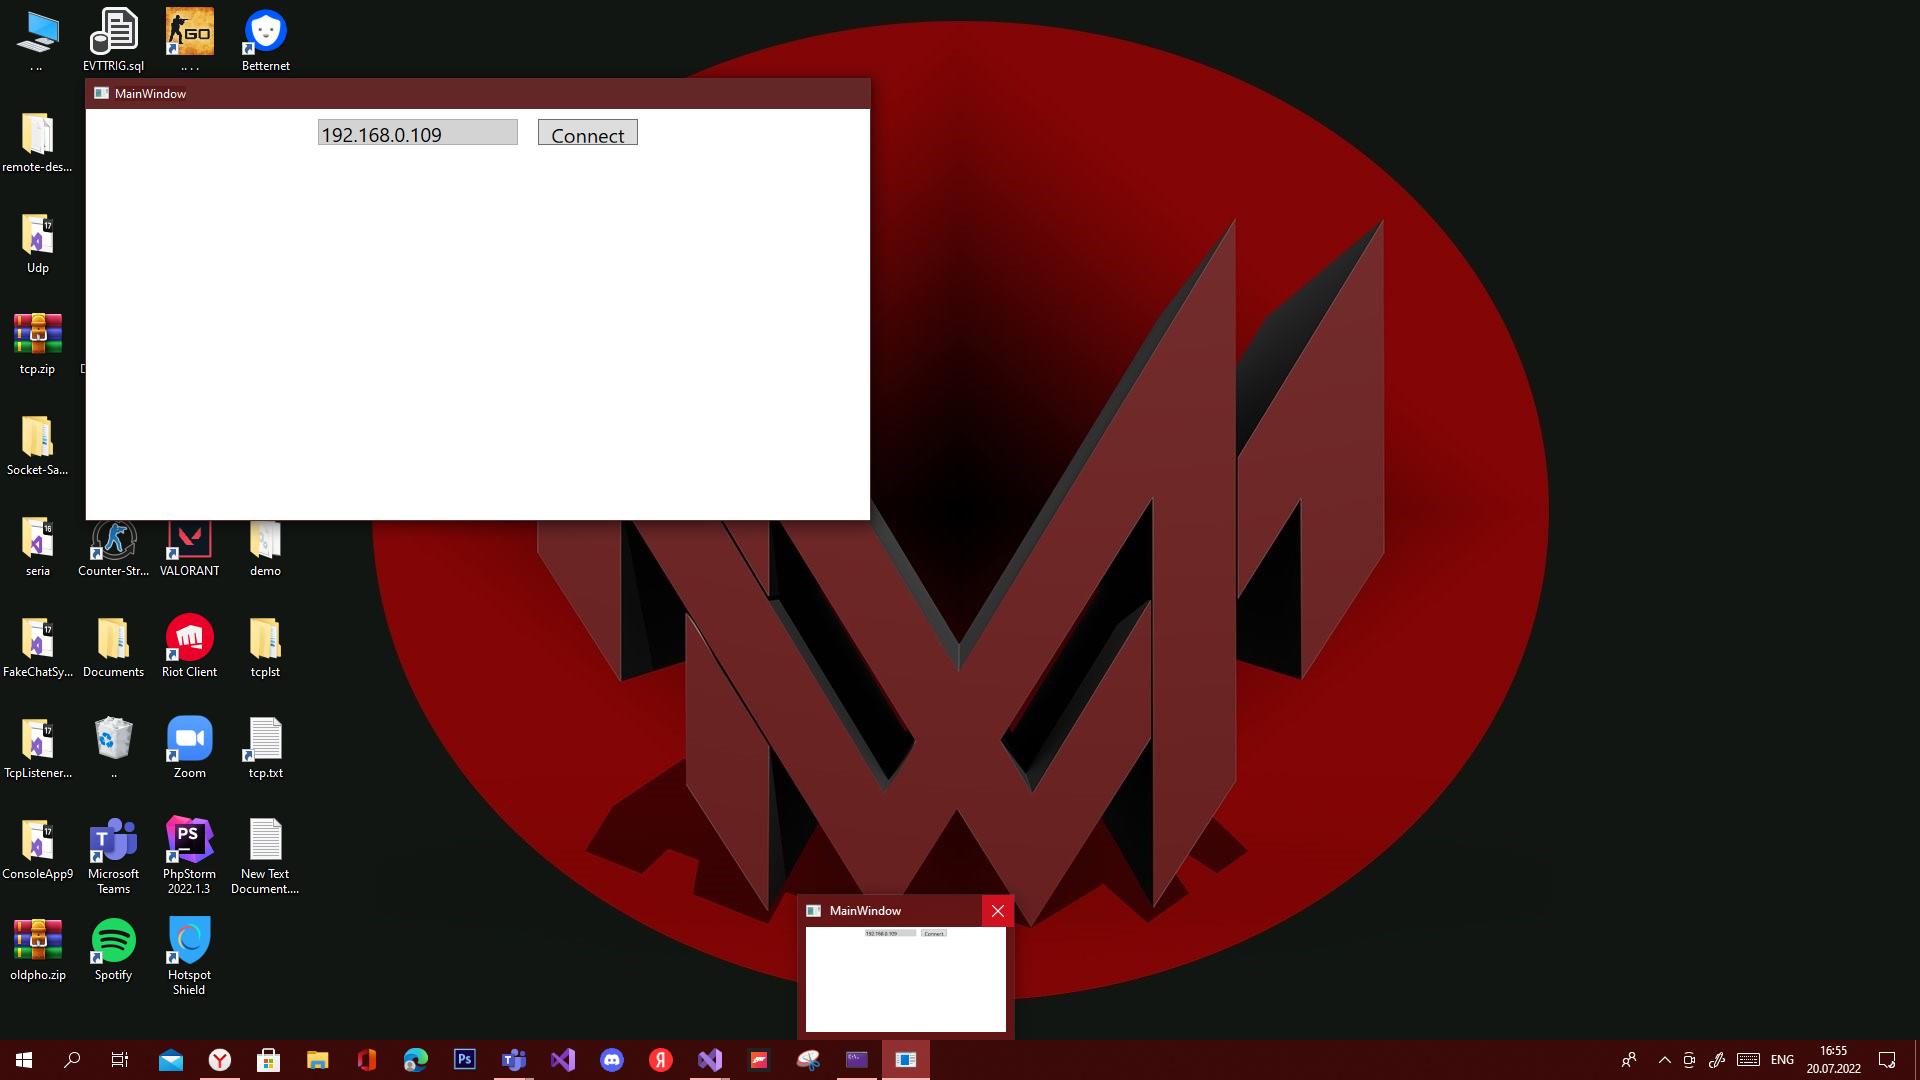 . ..
EVTTRIG.sql
.. . .
Betternet
MainWindow
192.168.0.109
Connect
remote-des...
Udp
tcp.zip
Socket-Sa...
seria
Counter-Str...
VALORANT
demo
FakeChatSy...
Documents
Riot Client
tcplst
TcpListener...
..
Zoom
tcp.txt
ConsoleApp9
Microsoft
Teams
PhpStorm
2022.1.3
New Text
Document....
oldpho.zip
Spotify
Hotspot
Shield
MainWindow
192.168.0.109
Connect
ENG
16:55
20.07.2022